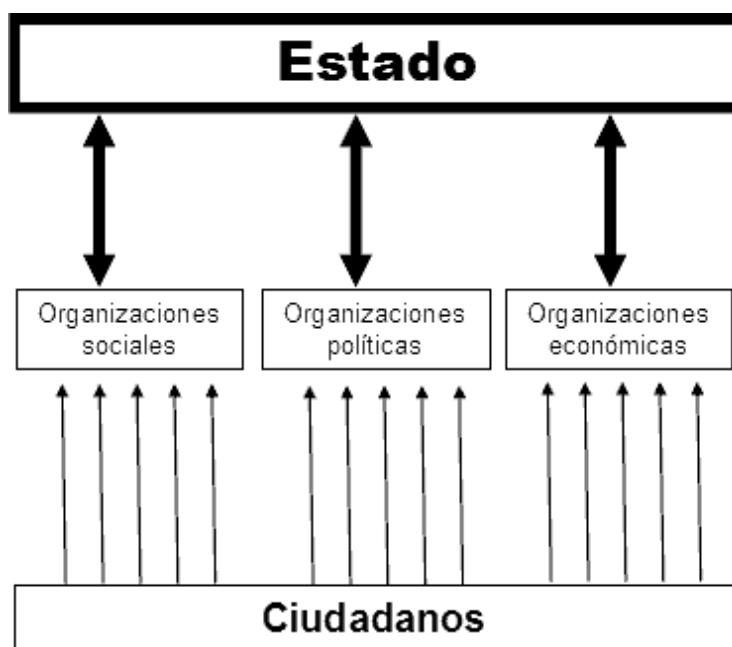 Estado
Organizaciones
sociales
Organizaciones
políticas
Organizaciones
económicas
Ciudadanos